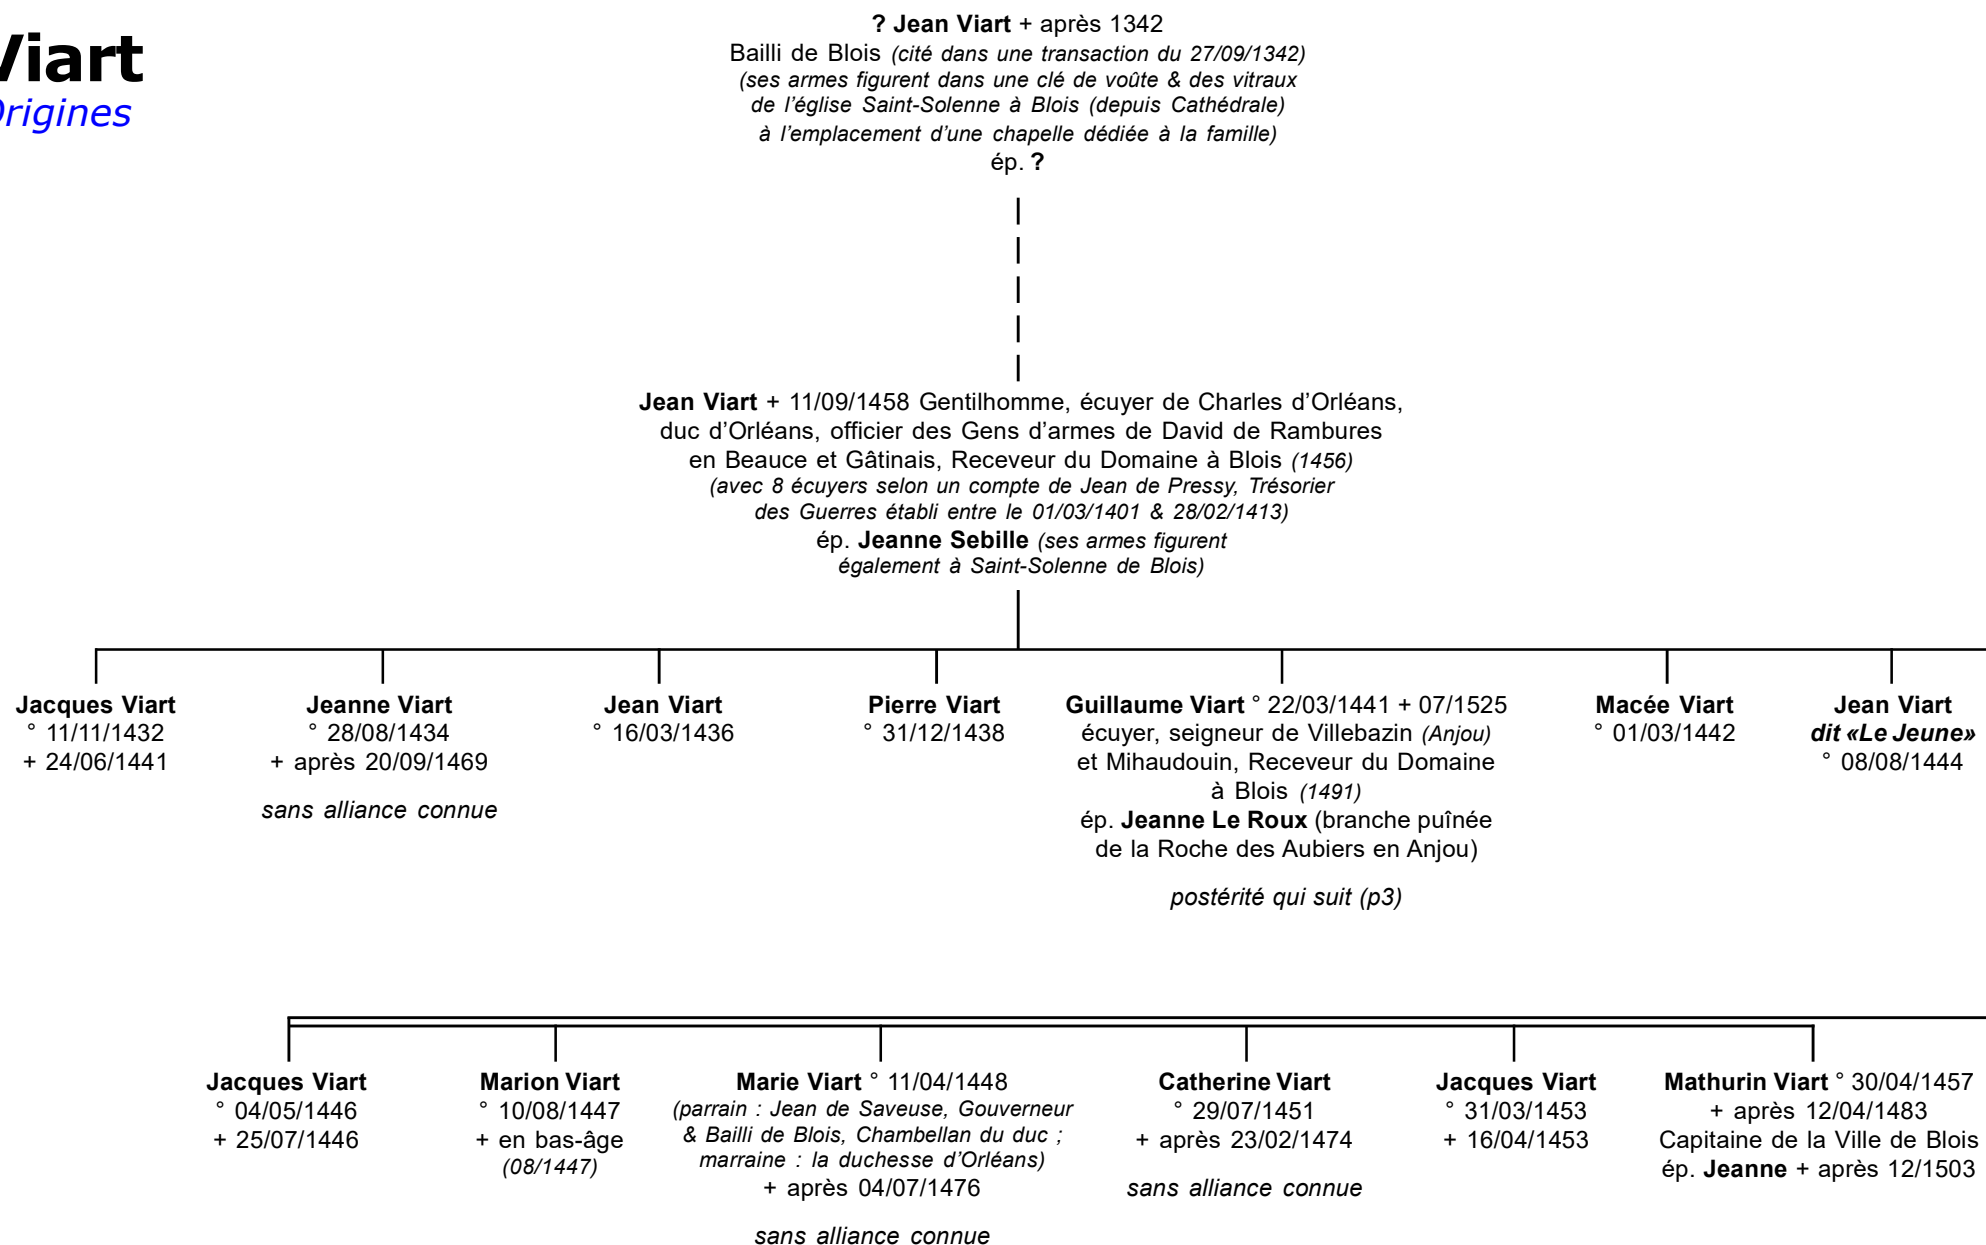 Viart
Origines
? Jean Viart + après 1342
Bailli de Blois (cité dans une transaction du 27/09/1342)
(ses armes figurent dans une clé de voûte & des vitraux
de l’église Saint-Solenne à Blois (depuis Cathédrale)
à l’emplacement d’une chapelle dédiée à la famille)
ép. ?
Jean Viart + 11/09/1458 Gentilhomme, écuyer de Charles d’Orléans,
duc d’Orléans, officier des Gens d’armes de David de Rambures
en Beauce et Gâtinais, Receveur du Domaine à Blois (1456)
(avec 8 écuyers selon un compte de Jean de Pressy, Trésorier
des Guerres établi entre le 01/03/1401 & 28/02/1413)
ép. Jeanne Sebille (ses armes figurent
également à Saint-Solenne de Blois)
Jacques Viart
° 11/11/1432
+ 24/06/1441
Jeanne Viart
° 28/08/1434
+ après 20/09/1469
sans alliance connue
Jean Viart
° 16/03/1436
Pierre Viart
° 31/12/1438
Guillaume Viart ° 22/03/1441 + 07/1525
écuyer, seigneur de Villebazin (Anjou)
et Mihaudouin, Receveur du Domaine
à Blois (1491)
ép. Jeanne Le Roux (branche puînée
de la Roche des Aubiers en Anjou)
postérité qui suit (p3)
Macée Viart
° 01/03/1442
Jean Viart
dit «Le Jeune»
° 08/08/1444
Jacques Viart
° 04/05/1446
+ 25/07/1446
Marion Viart
° 10/08/1447
+ en bas-âge
(08/1447)
Marie Viart ° 11/04/1448
(parrain : Jean de Saveuse, Gouverneur
& Bailli de Blois, Chambellan du duc ;
marraine : la duchesse d’Orléans)
+ après 04/07/1476
sans alliance connue
Catherine Viart
° 29/07/1451
+ après 23/02/1474
sans alliance connue
Jacques Viart
° 31/03/1453
+ 16/04/1453
Mathurin Viart ° 30/04/1457
+ après 12/04/1483
Capitaine de la Ville de Blois
ép. Jeanne + après 12/1503